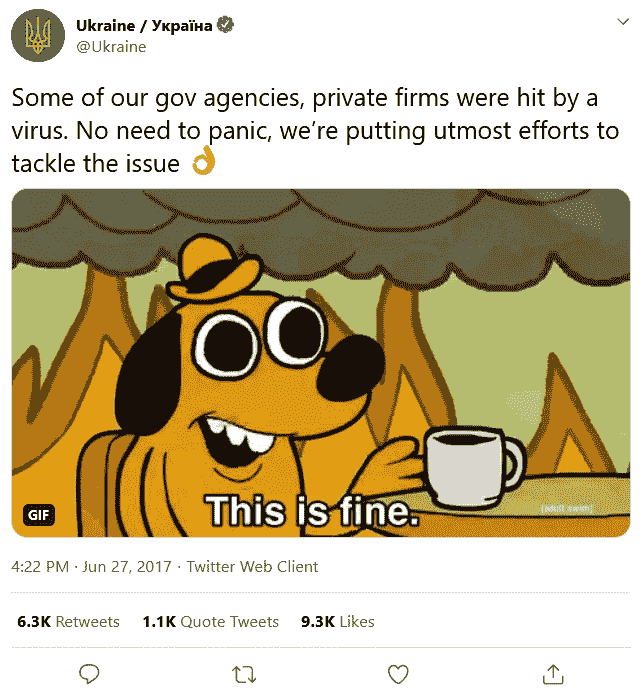 Ukraine / Україна
@Ukraine
Some of our gov agencies, private firms were hit by a
virus. No need to panic, we’re putting utmost efforts to
tackle the issue 👌
This is fine.
GIF
[adult swim]
4:22 PM · Jun 27, 2017 · Twitter Web Client
6.3K Retweets 1.1K Quote Tweets 9.3K Likes